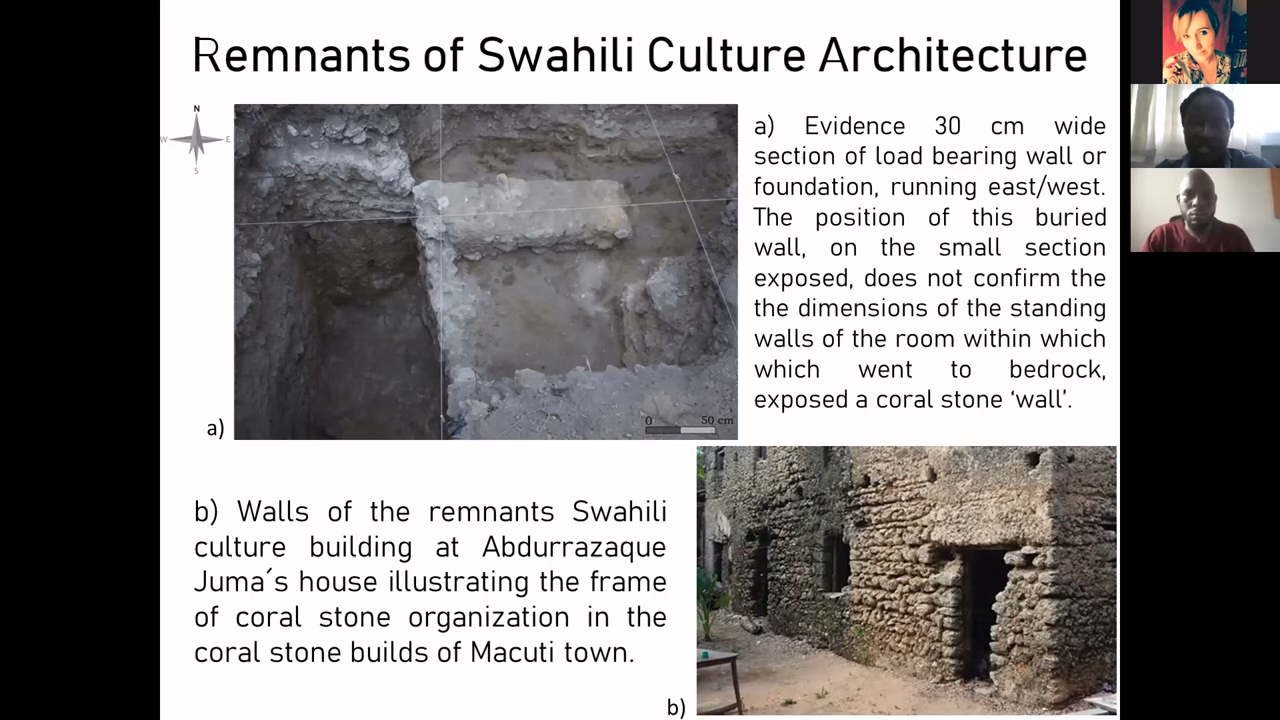 Remnants of Swahili Culture Architecture
N
W E
S
a) Evidence 30 cm wide
section of load bearing wall or
foundation, running east/west.
The position of this buried
wall, on the small section
exposed, does not confirm the
the dimensions of the standing
walls of the room within which
which went to bedrock,
exposed a coral stone ‘wall’.
0 50 cm
a)
b) Walls of the remnants Swahili
culture building at Abdurrazaque
Juma´s house illustrating the frame
of coral stone organization in the
coral stone builds of Macuti town.
b)